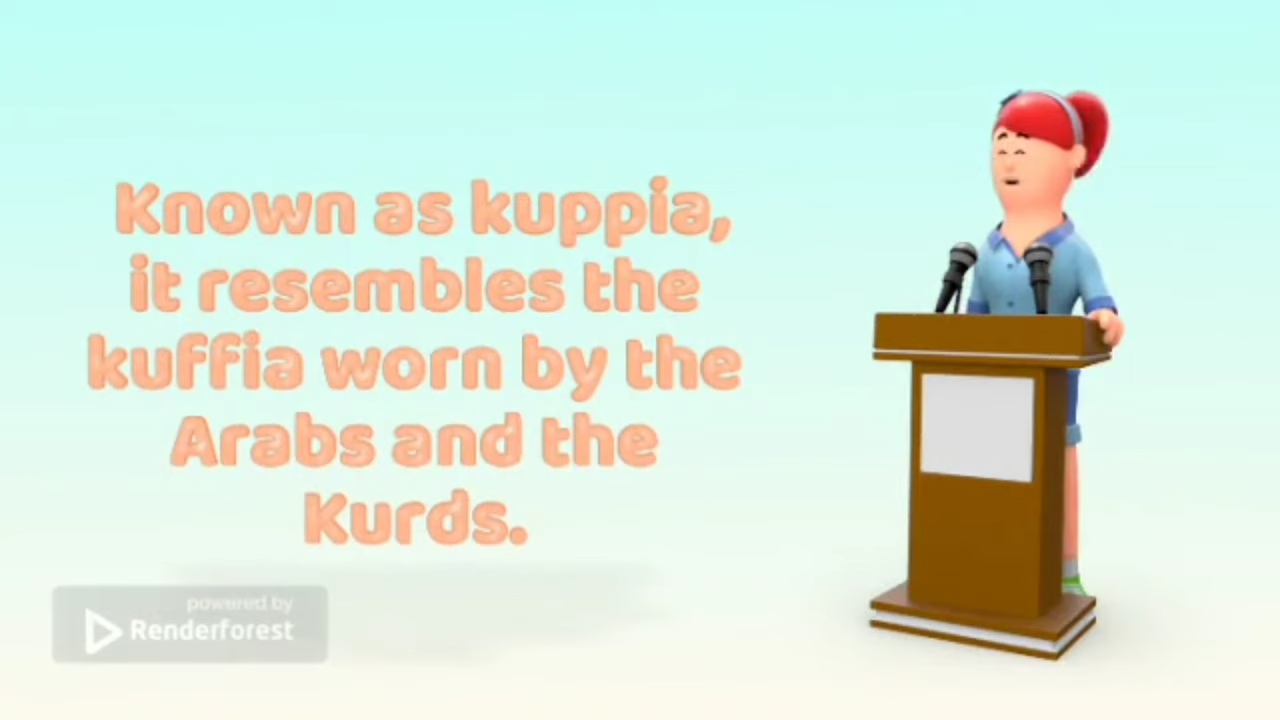 Known as kuppia,
it resembles the
kuffia worn by the
Arabs and the
Kurds.
powered by
Renderforest